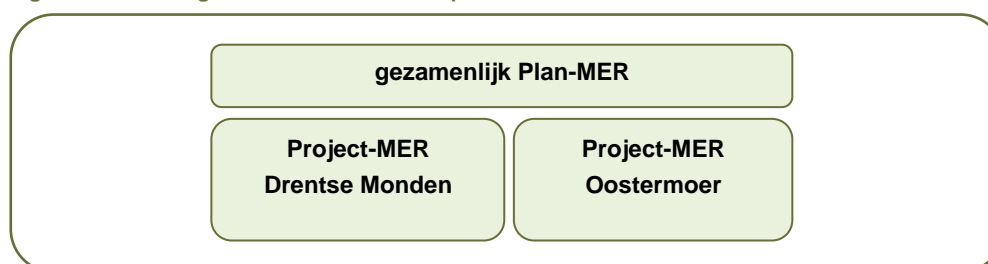 gezamenlijk Plan-MER
Project-MER
Drentse Monden
Project-MER
Oostermoer